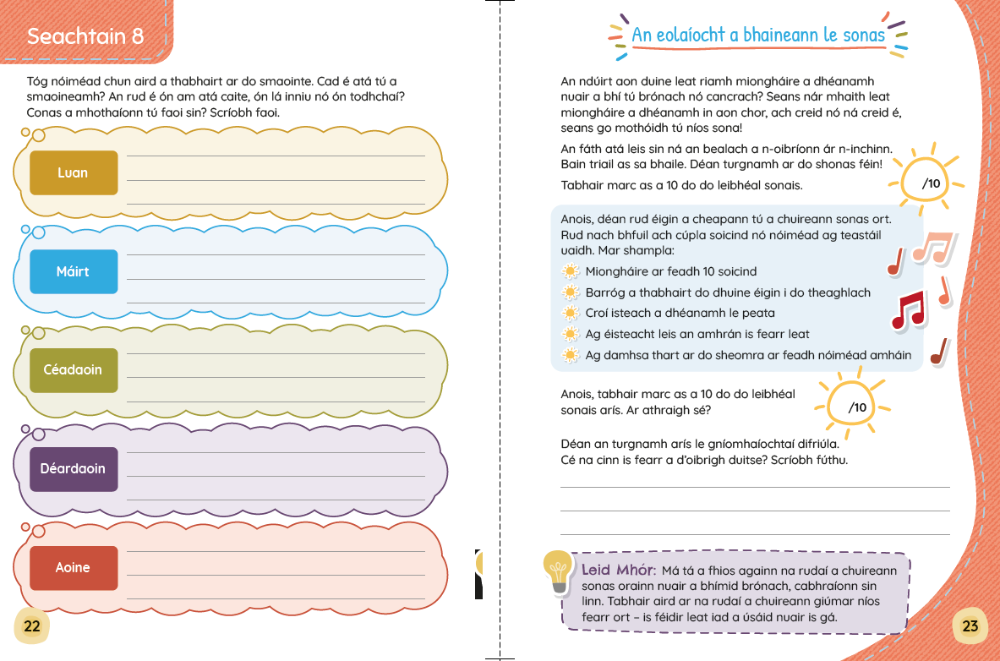 Seachtain 8
Tóg nóiméad chun aird a thabhairt ar do smaointe. Cad é atá tú a
smaoineamh? An rud é ón am atá caite, ón lá inniu nó ón todhchaí?
Conas a mhothaíonn tú faoi sin? Scríobh faoi.
Luan
Máirt
Céadaoin
Déardaoin
Aoine
22
An eolaíocht a bhaineann le sonas
An ndúirt aon duine leat riamh miongháire a dhéanamh
nuair a bhí tú brónach nó cancrach? Seans nár mhaith leat
miongháire a dhéanamh in aon chor, ach creid nó ná creid é,
seans go mothóidh tú níos sona!
An fáth atá leis sin ná an bealach a n-oibríonn ár n-inchinn.
Bain triail as sa bhaile. Déan turgnamh ar do shonas féin!
Tabhair marc as a 10 do do leibhéal sonais.
/10
Anois, déan rud éigin a cheapann tú a chuireann sonas ort.
Rud nach bhfuil ach cúpla soicind nó nóiméad ag teastáil
uaidh. Mar shampla:
Miongháire ar feadh 10 soicind
Barróg a thabhairt do dhuine éigin i do theaghlach
Croí isteach a dhéanamh le peata
Ag éisteacht leis an amhrán is fearr leat
Ag damhsa thart ar do sheomra ar feadh nóiméad amháin
Anois, tabhair marc as a 10 do do leibhéal
sonais arís. Ar athraigh sé?
/10
Déan an turgnamh arís le gníomhaíochtaí difriúla.
Cé na cinn is fearr a d'oibrigh duitse? Scríobh fúthu.
Leid Mhór: Má tá a fhios againn na rudaí a chuireann
sonas orainn nuair a bhímid brónach, cabhraíonn sin
linn. Tabhair aird ar na rudaí a chuireann giúmar níos
fearr ort – is féidir leat iad a úsáid nuair is gá.
23